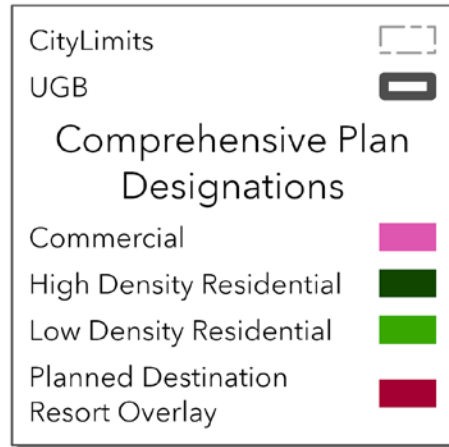 CityLimits
UGB
Comprehensive Plan
Designations
Commercial
High Density Residential
Low Density Residential
Planned Destination
Resort Overlay